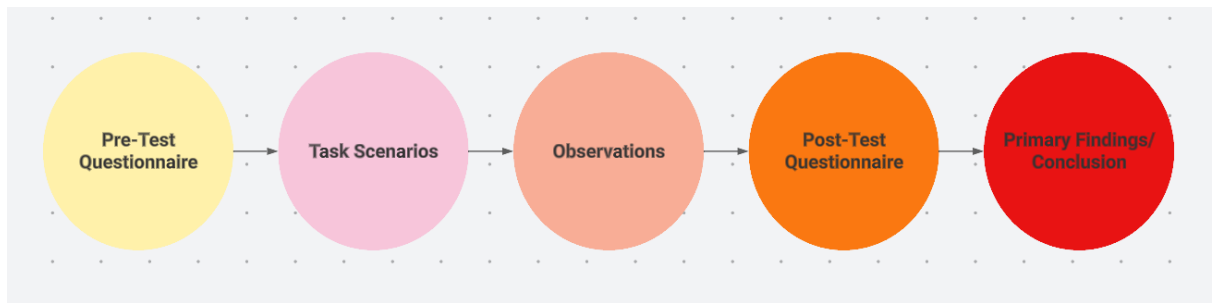 Pre-Test
Questionnaire
Task Scenarios
Observations
Post-Test
Questionnaire
Primary Findings/
Conclusion